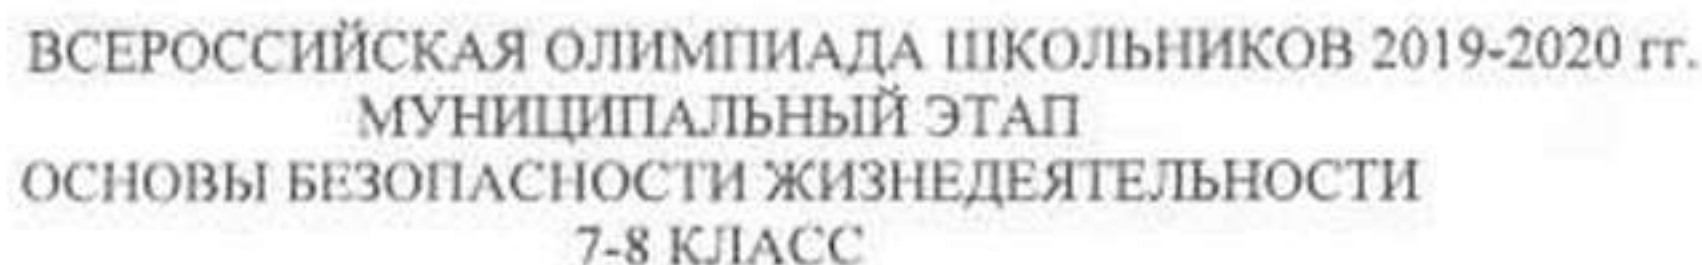 ВСЕРОССИЙСКАЯ ОЛИМПИАДА ШКОЛЬНИКОВ 2019-2020 гг.
МУНИЦИПАЛЬНЫЙ ЭТАП
ОСНОВЫ БЕЗОПАСНОСТИ ЖИЗНЕДЕЯТЕЛЬНОСТИ
7-8 КЛАСС